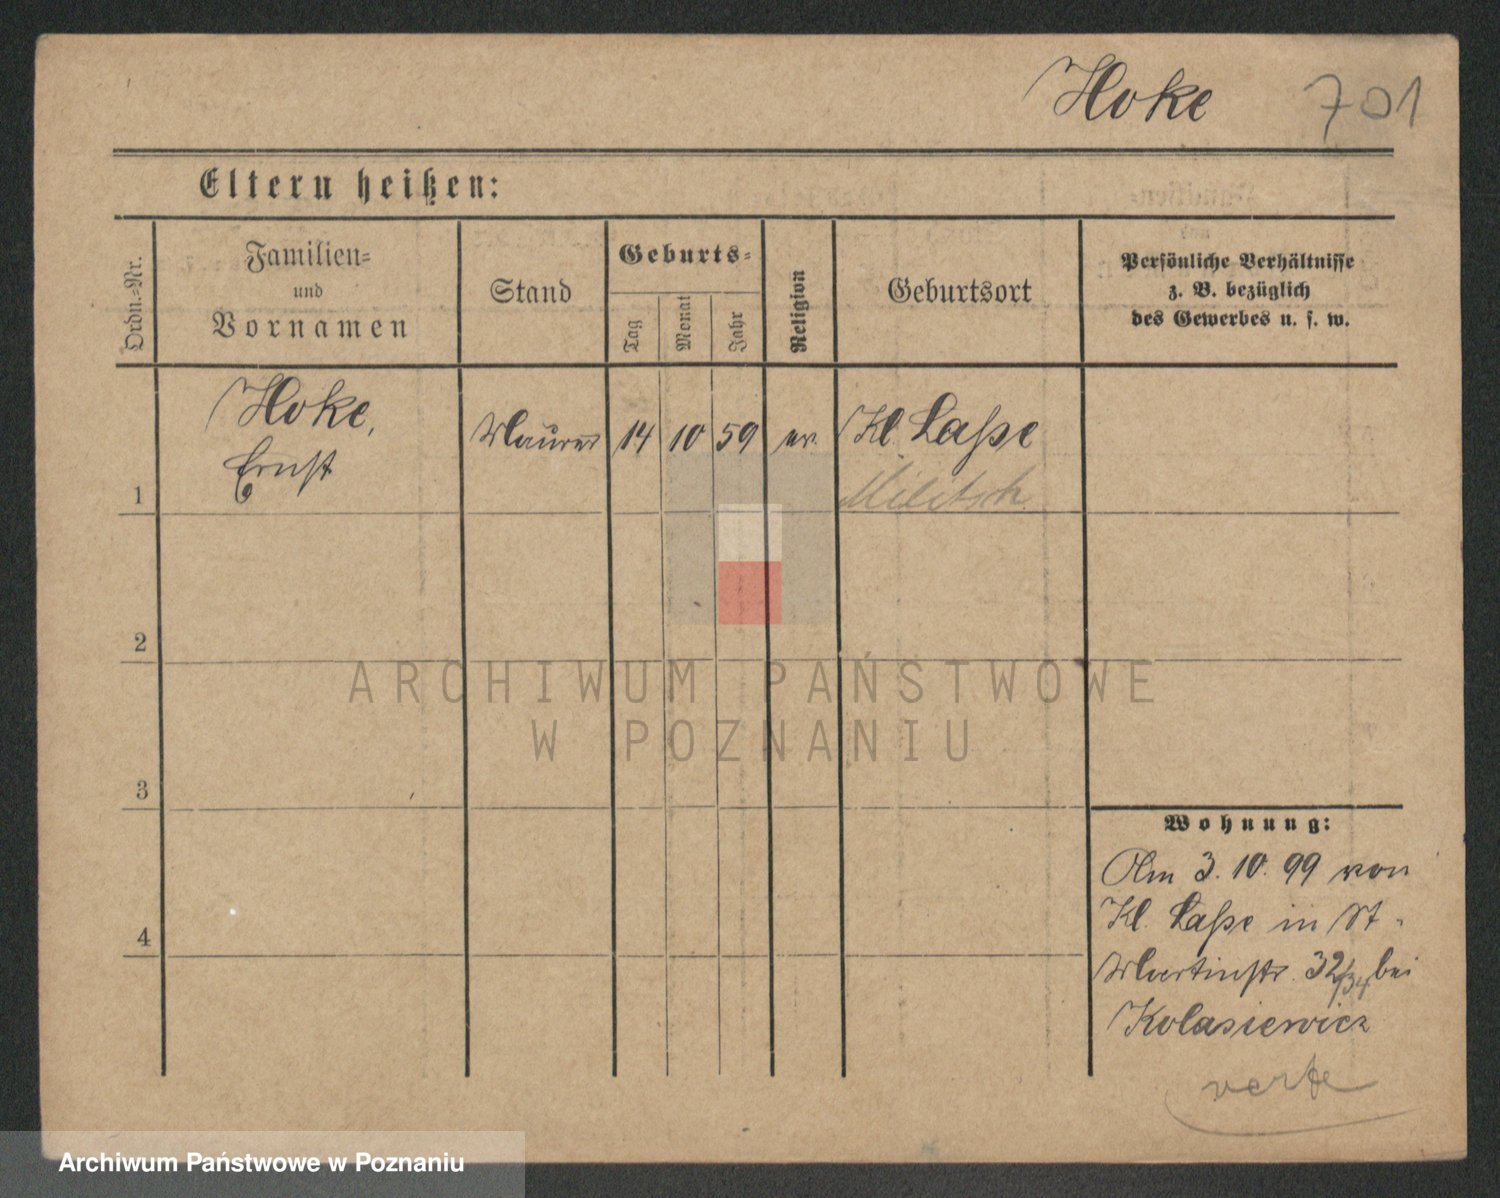 Hoke 701
Eltern heißen:
Ordn.=Nr.
Familien=
und
Vornamen
Stand
Geburts=
Tag
Monat
Jahr
Religion
Geburtsort
Persönliche Verhältnisse
z. B. bezüglich
des Gewerbes u. s. w.
1
Hoke,
Ernst
Maurer
14
10
59
ev.
Kl. Laßse
Militsch
2
3
4
Wohnung:
Am 3. 10. 99 von
Kl. Laßse in St.
Martinstr. 32/34 bei
Kolasiewicz
verte
ARCHIWUM PAŃSTWOWE
W POZNANIU
Archiwum Państwowe w Poznaniu